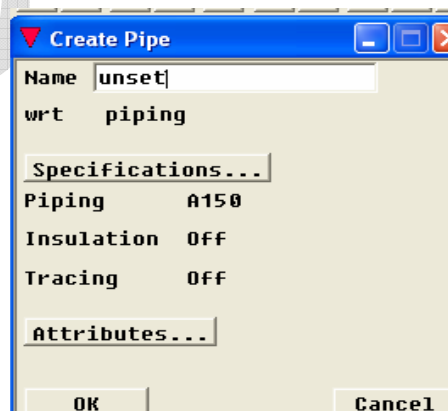 Create Pipe
Name unset
wrt piping
Specifications...
Piping A150
Insulation Off
Tracing Off
Attributes...
OK Cancel